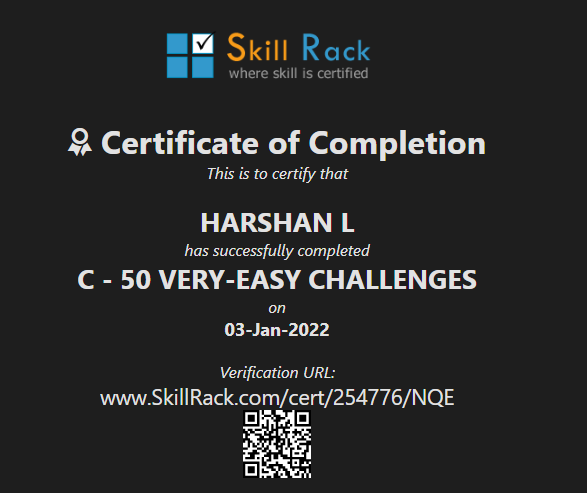 Skill Rack
where skill is certified
Certificate of Completion
This is to certify that
HARSHAN L
has successfully completed
C - 50 VERY-EASY CHALLENGES
on
03-Jan-2022
Verification URL:
www.SkillRack.com/cert/254776/NQE